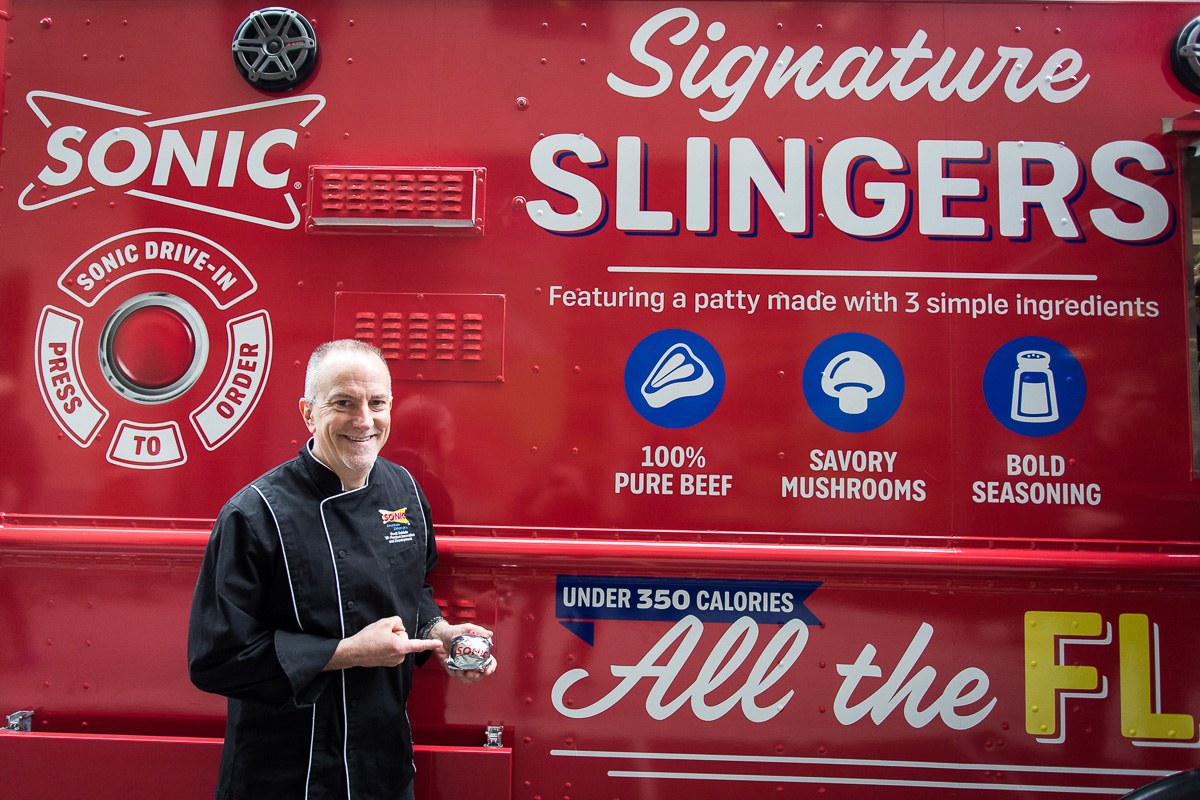 SONIC®
SONIC DRIVE-IN
PRESS
TO
ORDER
Signature
SLINGERS
Featuring a patty made with 3 simple ingredients
100%
PURE BEEF
SAVORY
MUSHROOMS
BOLD
SEASONING
UNDER 350 CALORIES
All the FL
SONIC
SONIC